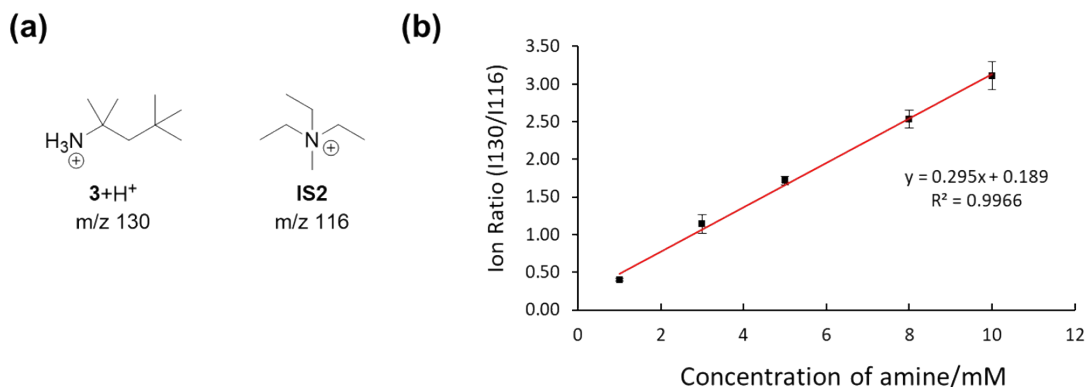 (a)
H₃N
⊕
3+H⁺
m/z 130
N
⊕
IS2
m/z 116
(b)
Ion Ratio (I130/I116)
3.50
3.00
2.50
2.00
1.50
1.00
0.50
0.00
y = 0.295x + 0.189
R² = 0.9966
0 2 4 6 8 10 12
Concentration of amine/mM